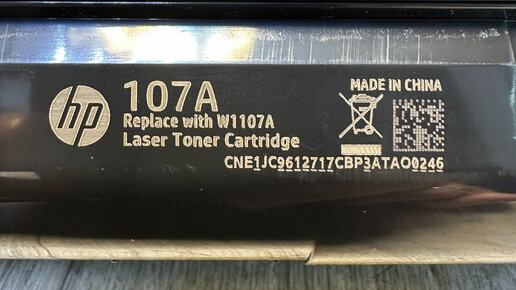 hp
107A
Replace with W1107A
Laser Toner Cartridge
MADE IN CHINA
CNE1JC9612717CBP3ATAO0246